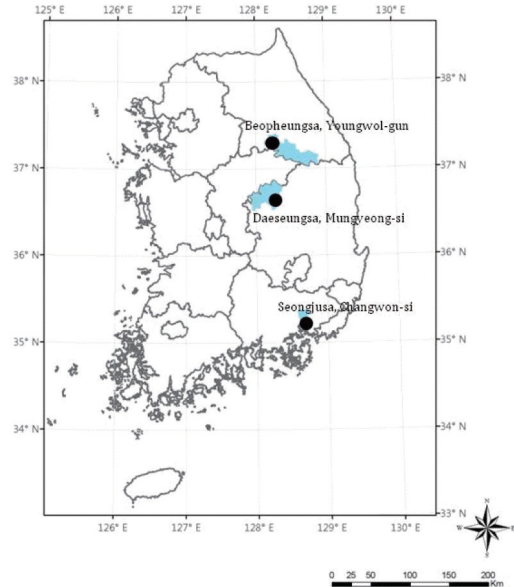 125° E 126° E 127° E 128° E 129° E
38° N 38° N
Beopheungsa, Youngwol-gun
37° N 37° N
Daeseungsa, Mungyeong-si
36° N 36° N
Seongjusa, Changwon-si
35° N 35° N
34° N 34° N
33° N
126° E 127° E 128° E 129° E 130° E
N
W E
S
0 25 50 100 150 200
Km